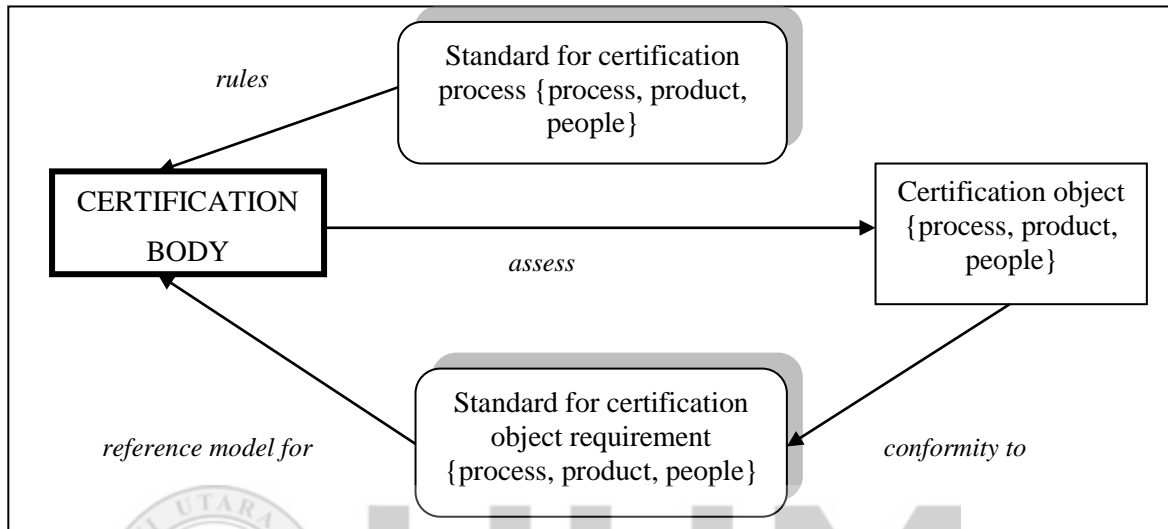 Standard for certification
process {process, product,
people}
rules
CERTIFICATION
BODY
Certification object
{process, product,
people}
assess
Standard for certification
object requirement
{process, product, people}
reference model for
conformity to
UTARA